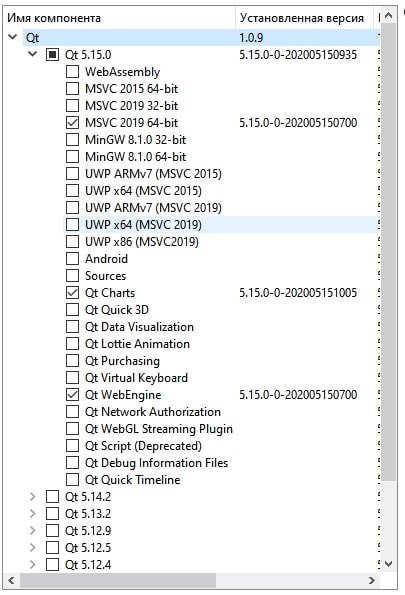 Имя компонента Установленная версия
Qt 1.0.9
Qt 5.15.0 5.15.0-0-202005150935
WebAssembly
MSVC 2015 64-bit
MSVC 2019 32-bit
MSVC 2019 64-bit 5.15.0-0-202005150700
MinGW 8.1.0 32-bit
MinGW 8.1.0 64-bit
UWP ARMv7 (MSVC 2015)
UWP x64 (MSVC 2015)
UWP ARMv7 (MSVC 2019)
UWP x64 (MSVC 2019)
UWP x86 (MSVC2019)
Android
Sources
Qt Charts 5.15.0-0-202005151005
Qt Quick 3D
Qt Data Visualization
Qt Lottie Animation
Qt Purchasing
Qt Virtual Keyboard
Qt WebEngine 5.15.0-0-202005150700
Qt Network Authorization
Qt WebGL Streaming Plugin
Qt Script (Deprecated)
Qt Debug Information Files
Qt Quick Timeline
Qt 5.14.2
Qt 5.13.2
Qt 5.12.9
Qt 5.12.5
Qt 5.12.4